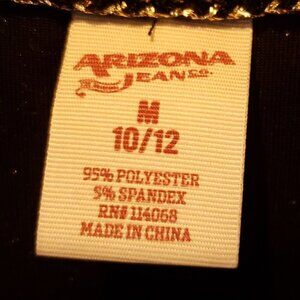 ARIZONA
JEAN CO.
M
10/12
95% POLYESTER
5% SPANDEX
RN# 114068
MADE IN CHINA